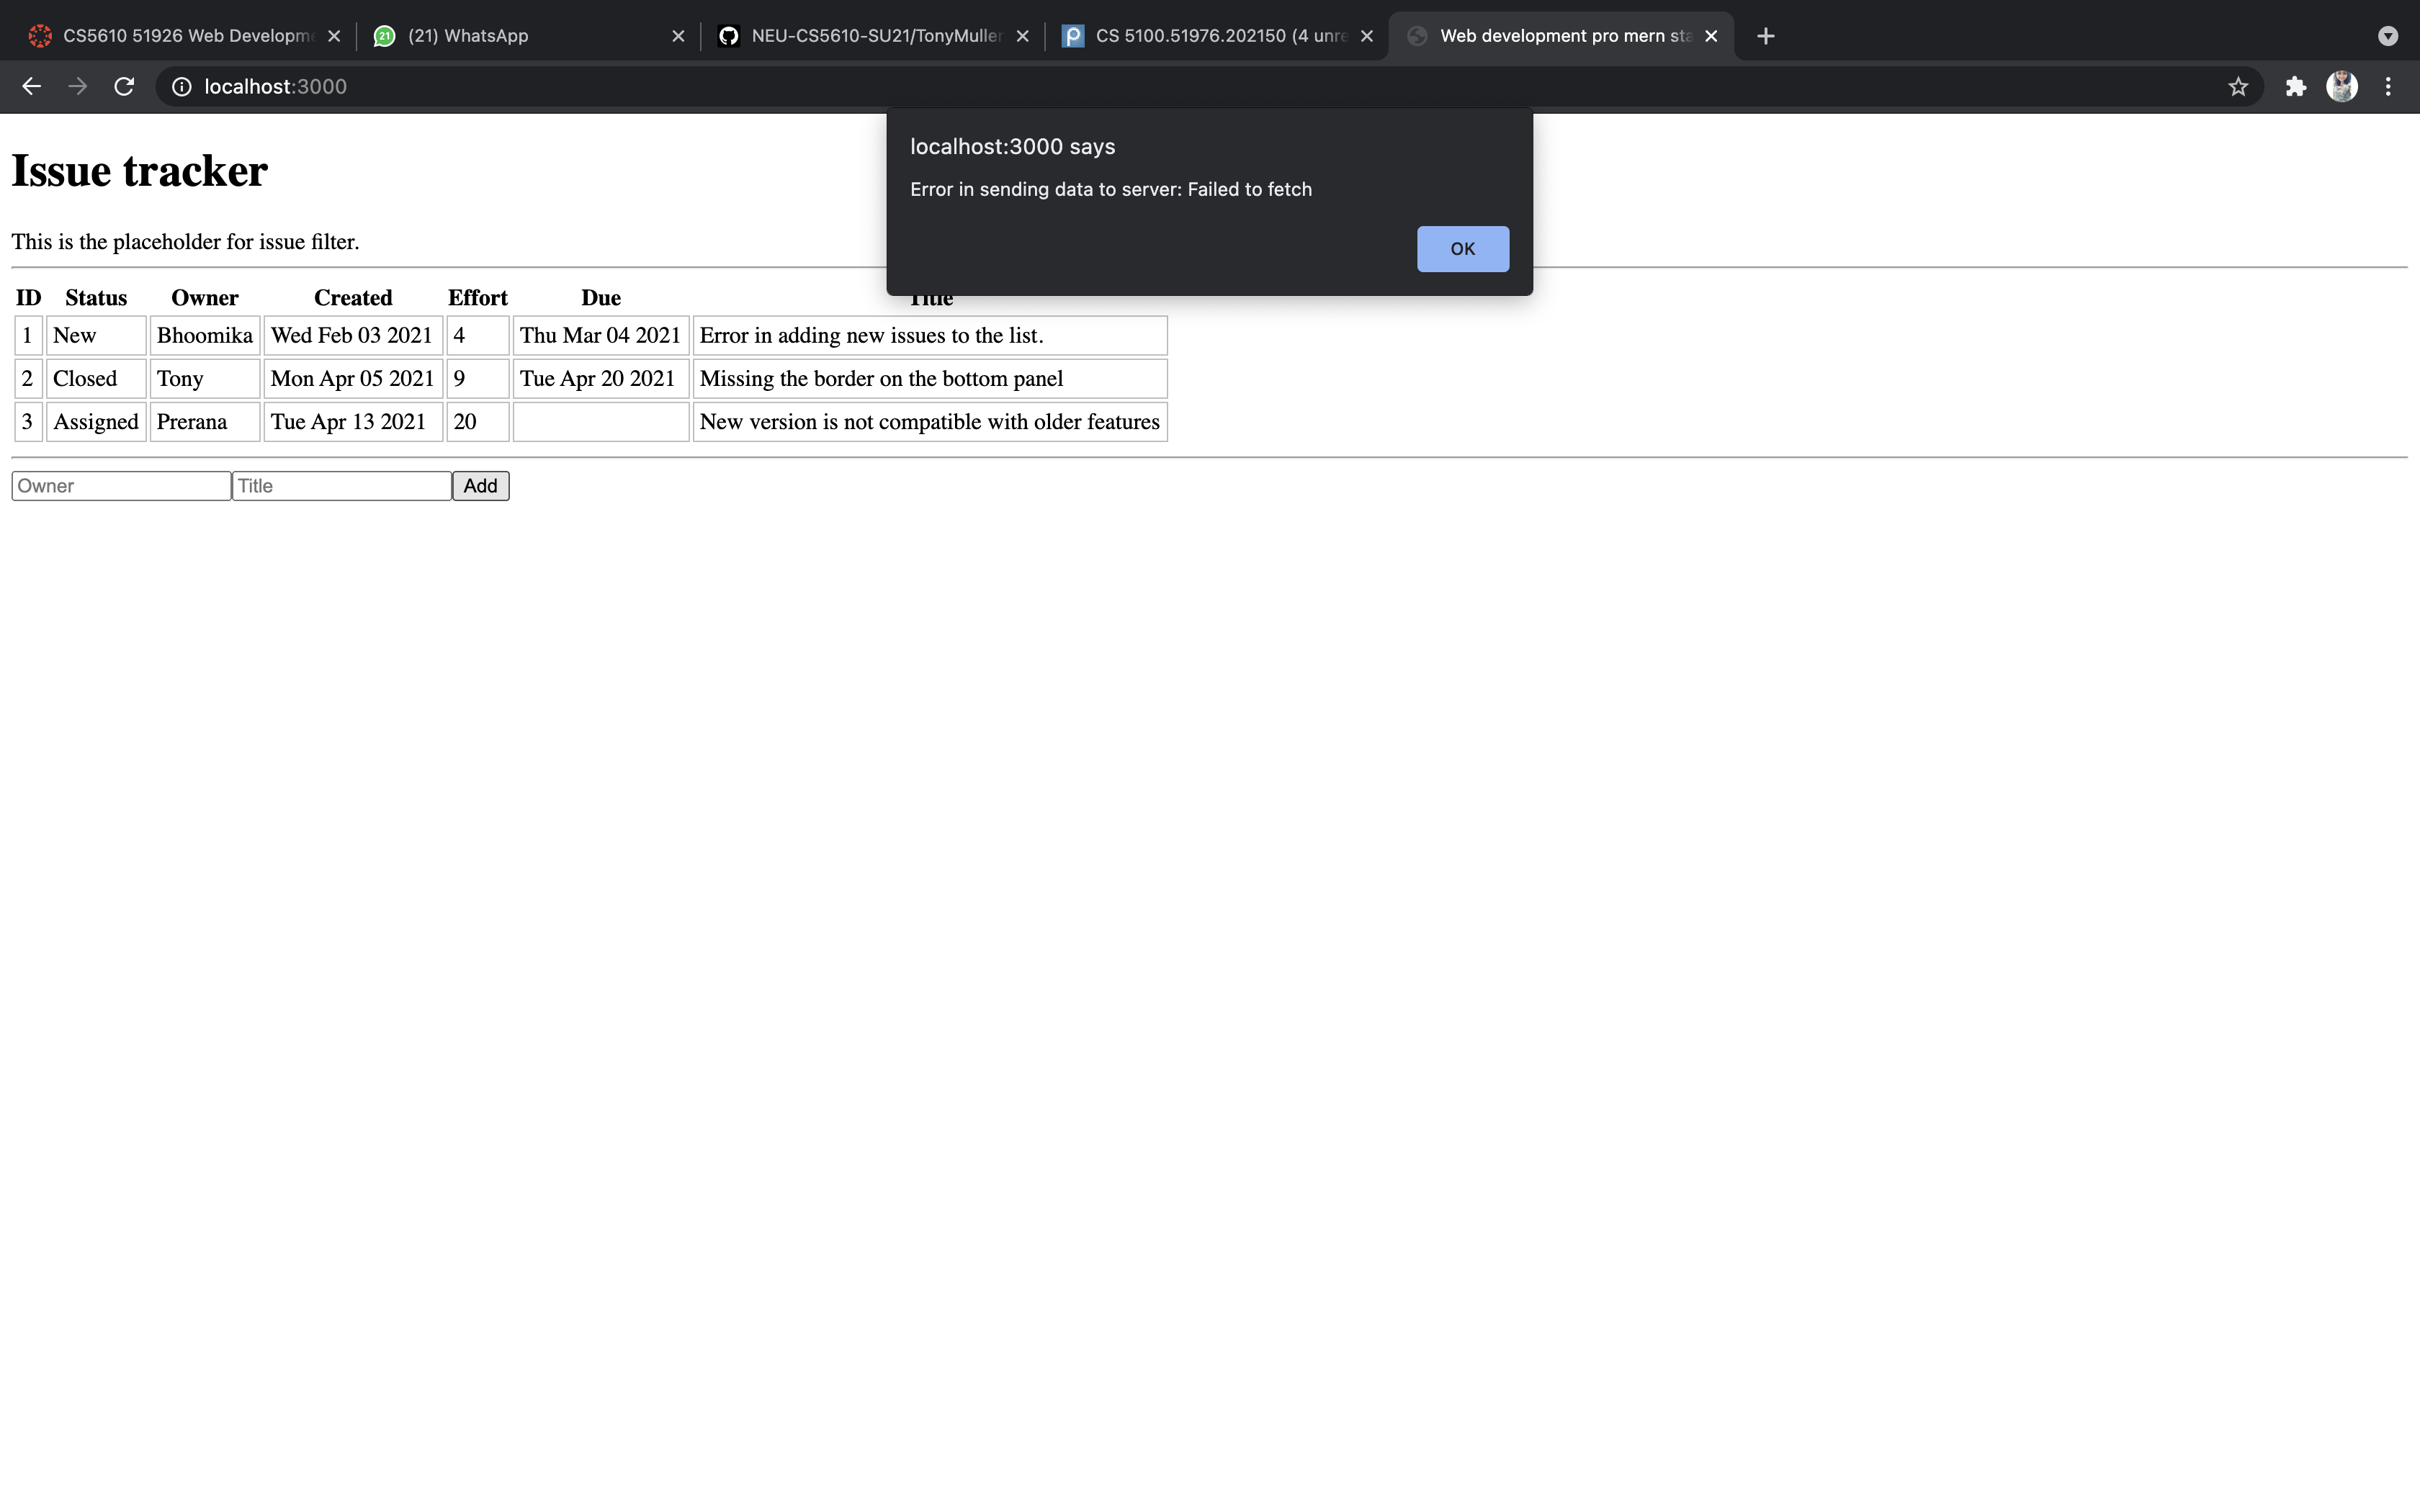 CS5610 51926 Web Developme
(21) WhatsApp
NEU-CS5610-SU21/TonyMuller
CS 5100.51976.202150 (4 unre
Web development pro mern sta
localhost:3000
localhost:3000 says
Error in sending data to server: Failed to fetch
OK
Issue tracker
This is the placeholder for issue filter.
ID Status Owner Created Effort Due Title
1 New Bhoomika Wed Feb 03 2021 4 Thu Mar 04 2021 Error in adding new issues to the list.
2 Closed Tony Mon Apr 05 2021 9 Tue Apr 20 2021 Missing the border on the bottom panel
3 Assigned Prerana Tue Apr 13 2021 20 New version is not compatible with older features
Owner Title Add